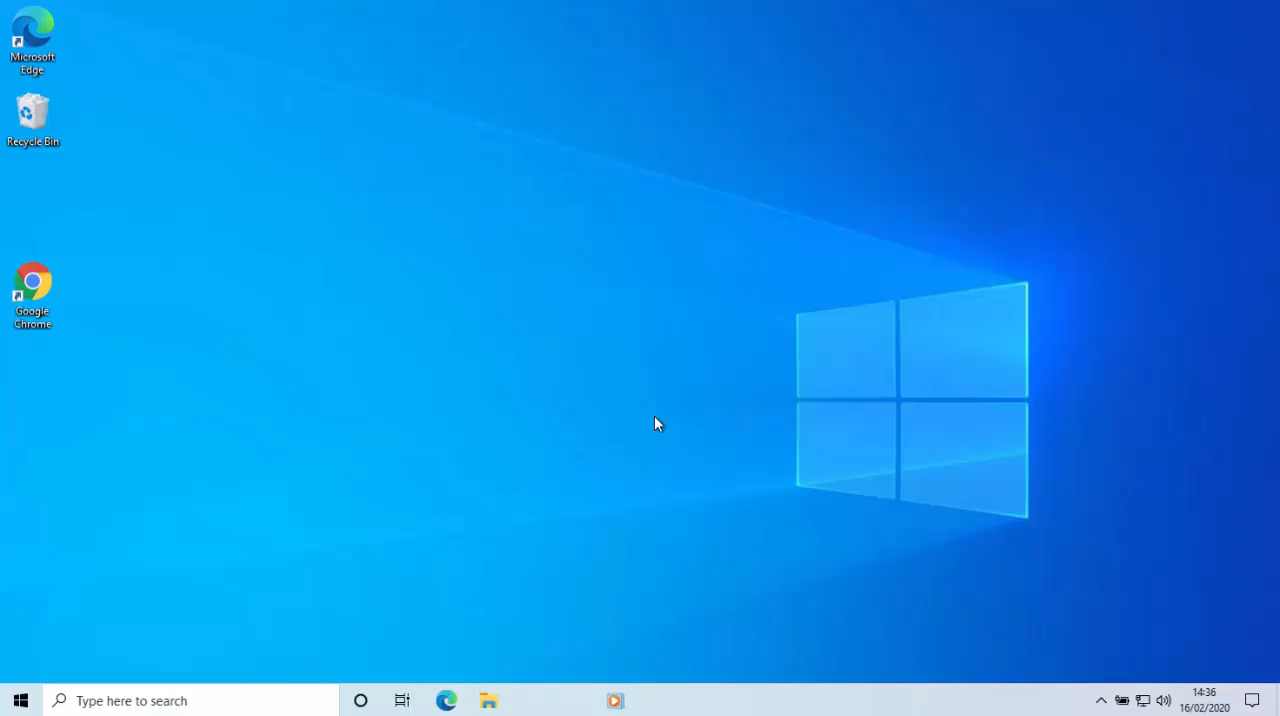 Microsoft
Edge
Recycle Bin
Google
Chrome
Type here to search
14:36
16/02/2020